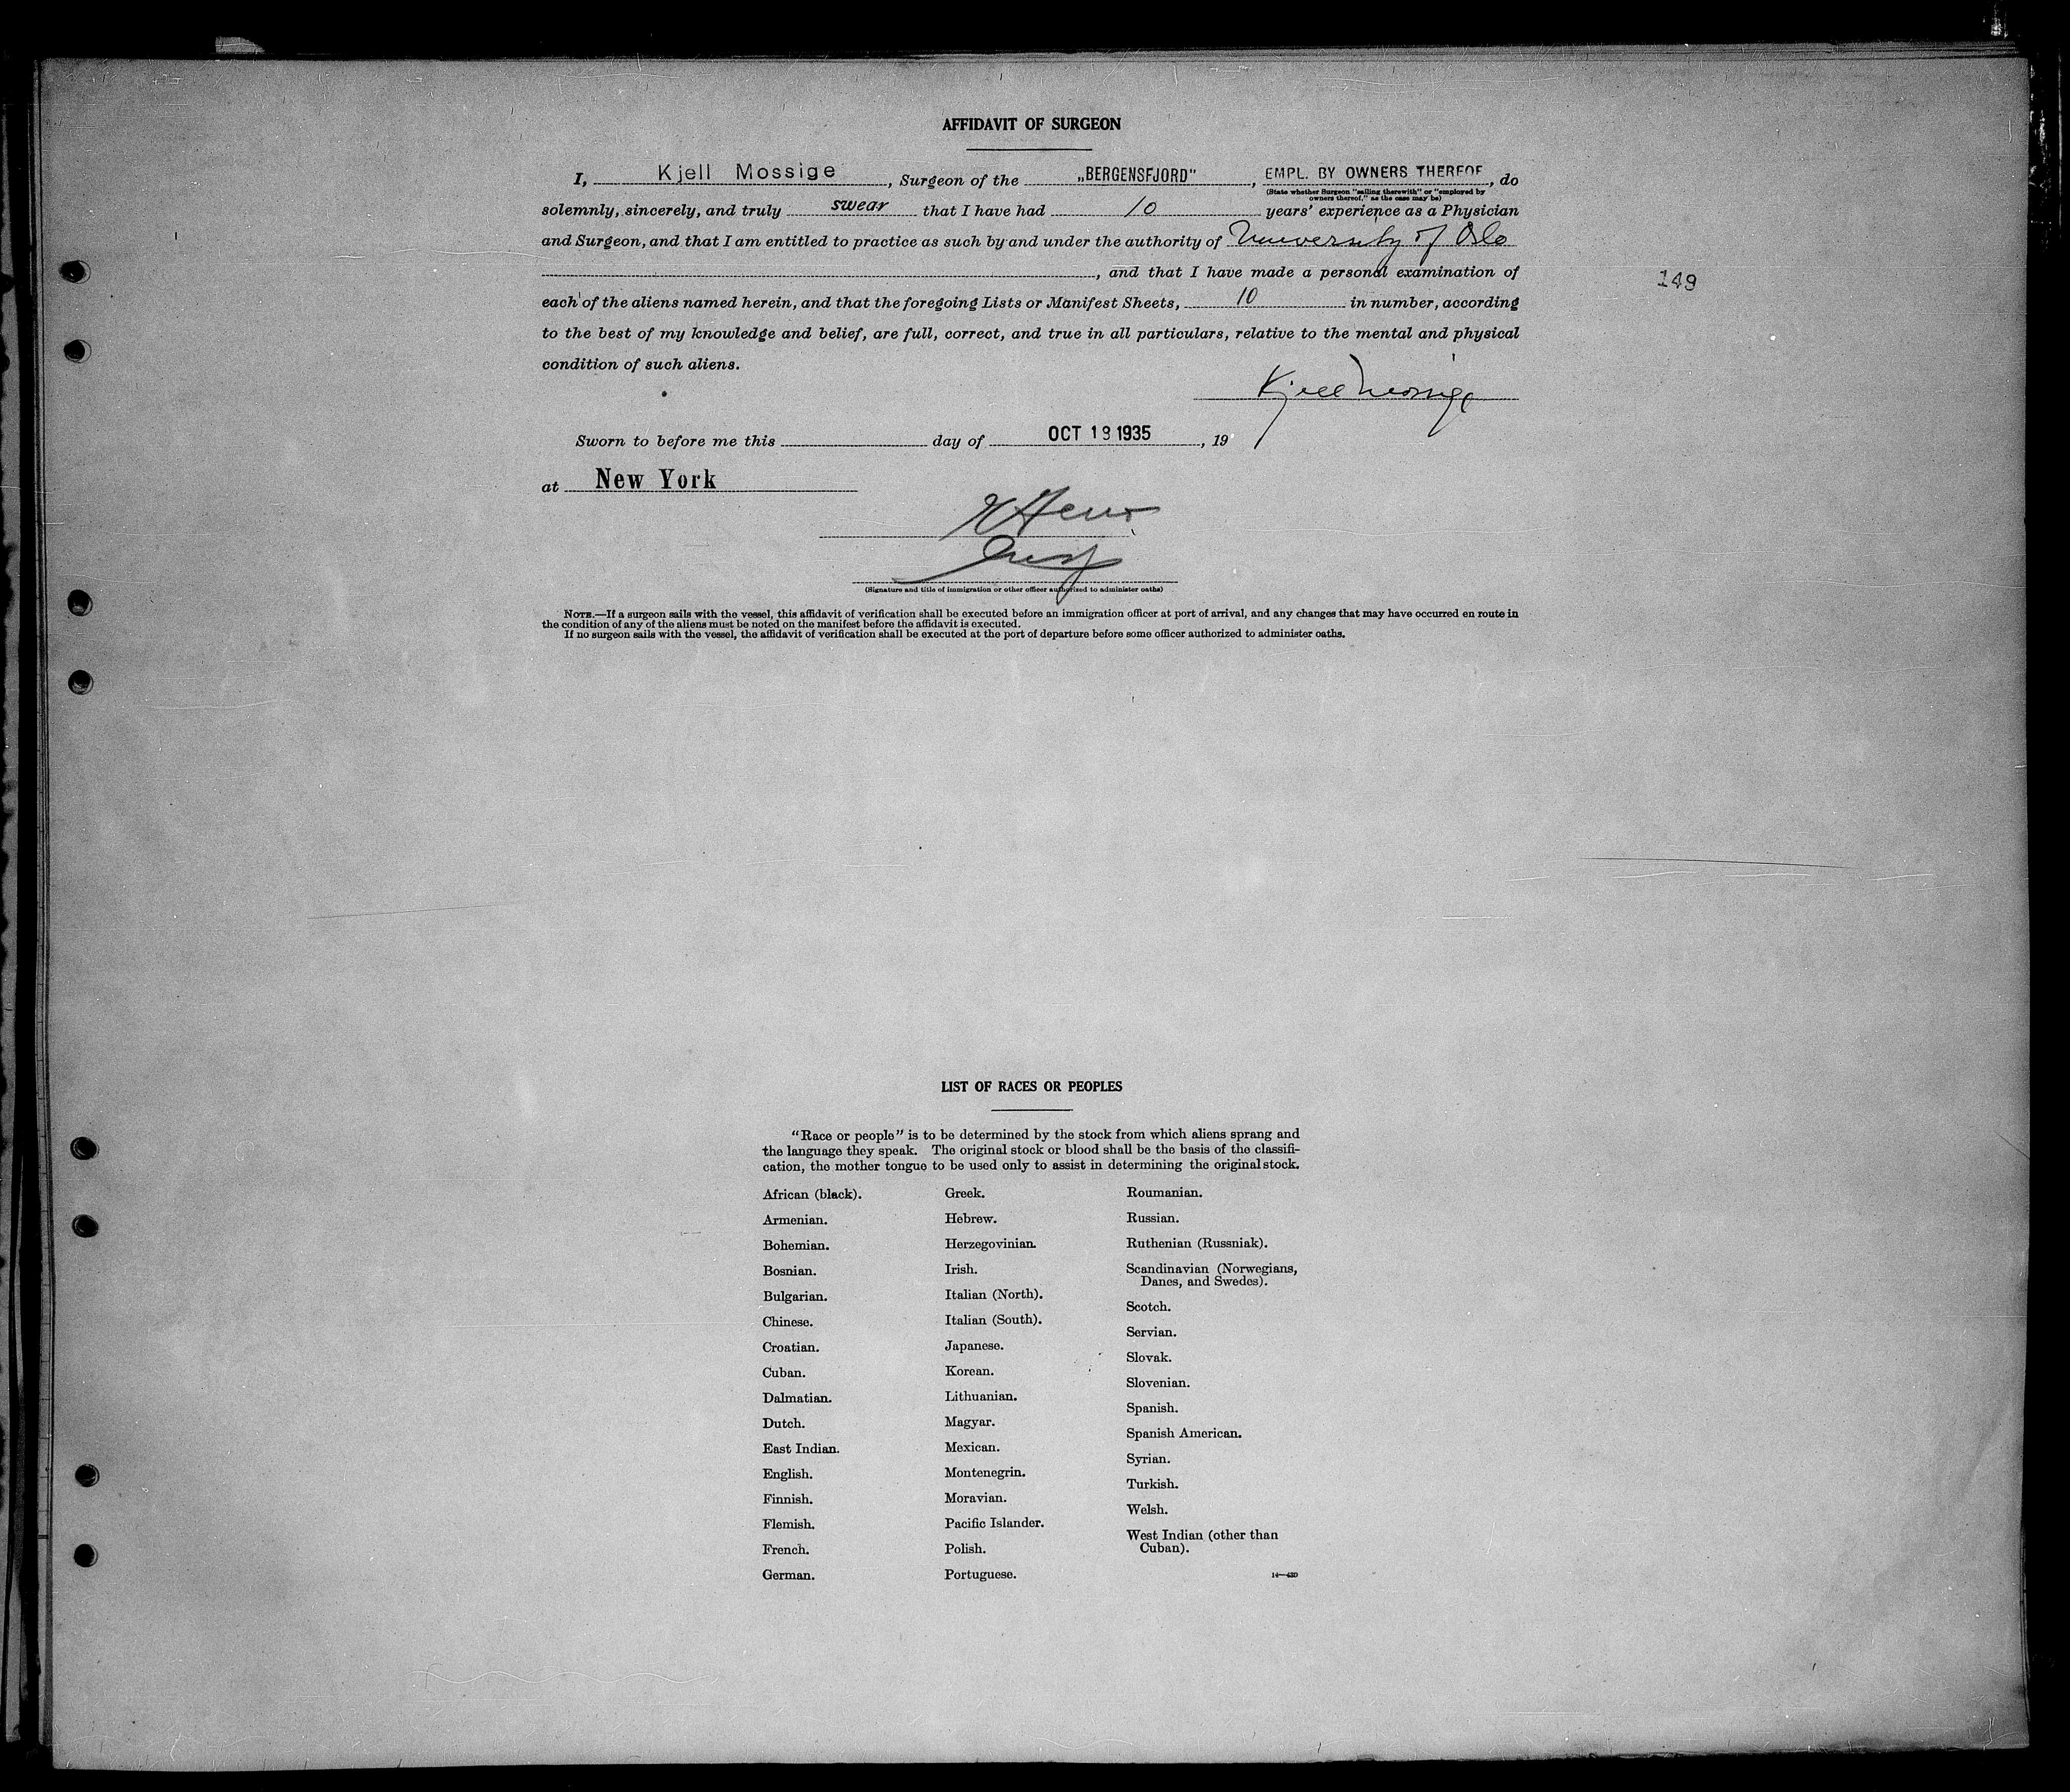 AFFIDAVIT OF SURGEON
I, Kjell Mossige, Surgeon of the „BERGENSFJORD", EMPL. BY OWNERS THEREOF, do
(State whether Surgeon "sailing therewith" or "employed by
owners thereof," as the case may be)
solemnly, sincerely, and truly swear that I have had 10 years' experience as a Physician
and Surgeon, and that I am entitled to practice as such by and under the authority of University of Oslo
, and that I have made a personal examination of
149
each of the aliens named herein, and that the foregoing Lists or Manifest Sheets, 10 in number, according
to the best of my knowledge and belief, are full, correct, and true in all particulars, relative to the mental and physical
condition of such aliens.
Kjell Mossige
Sworn to before me this day of OCT 13 1935, 19
at New York
(Signature and title of immigration or other officer authorized to administer oaths)
NOTE.—If a surgeon sails with the vessel, this affidavit of verification shall be executed before an immigration officer at port of arrival, and any changes that may have occurred en route in
the condition of any of the aliens must be noted on the manifest before the affidavit is executed.
If no surgeon sails with the vessel, the affidavit of verification shall be executed at the port of departure before some officer authorized to administer oaths.
LIST OF RACES OR PEOPLES
"Race or people" is to be determined by the stock from which aliens sprang and
the language they speak. The original stock or blood shall be the basis of the classifi-
cation, the mother tongue to be used only to assist in determining the original stock.
African (black).
Armenian.
Bohemian.
Bosnian.
Bulgarian.
Chinese.
Croatian.
Cuban.
Dalmatian.
Dutch.
East Indian.
English.
Finnish.
Flemish.
French.
German.
Greek.
Hebrew.
Herzegovinian.
Irish.
Italian (North).
Italian (South).
Japanese.
Korean.
Lithuanian.
Magyar.
Mexican.
Montenegrin.
Moravian.
Pacific Islander.
Polish.
Portuguese.
Roumanian.
Russian.
Ruthenian (Russniak).
Scandinavian (Norwegians,
Danes, and Swedes).
Scotch.
Servian.
Slovak.
Slovenian.
Spanish.
Spanish American.
Syrian.
Turkish.
Welsh.
West Indian (other than
Cuban).